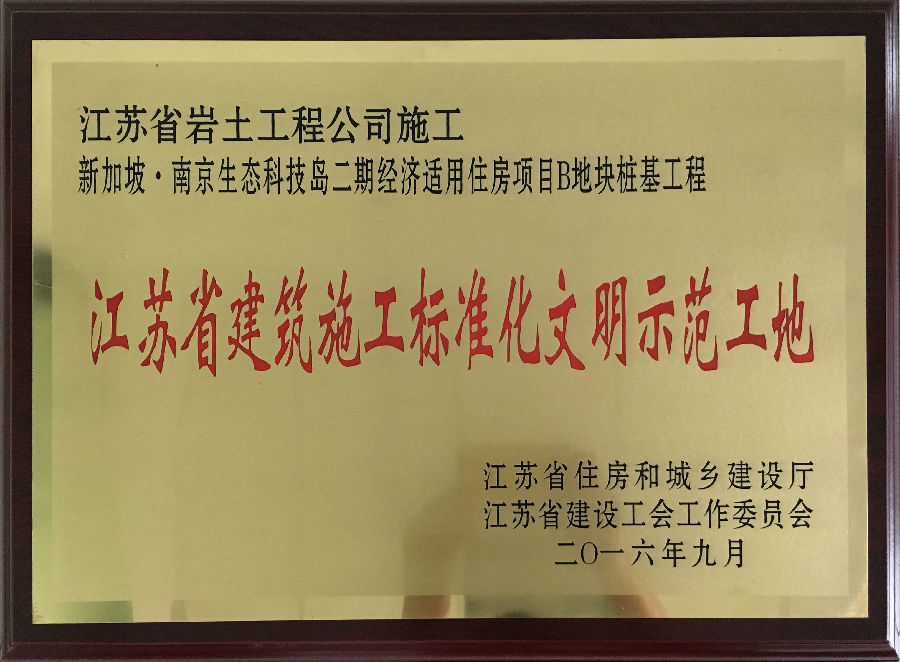 江苏省岩土工程公司施工
新加坡·南京生态科技岛二期经济适用住房项目B地块桩基工程
江苏省建筑施工标准化文明示范工地
江苏省住房和城乡建设厅
江苏省建设工会工作委员会
二〇一六年九月